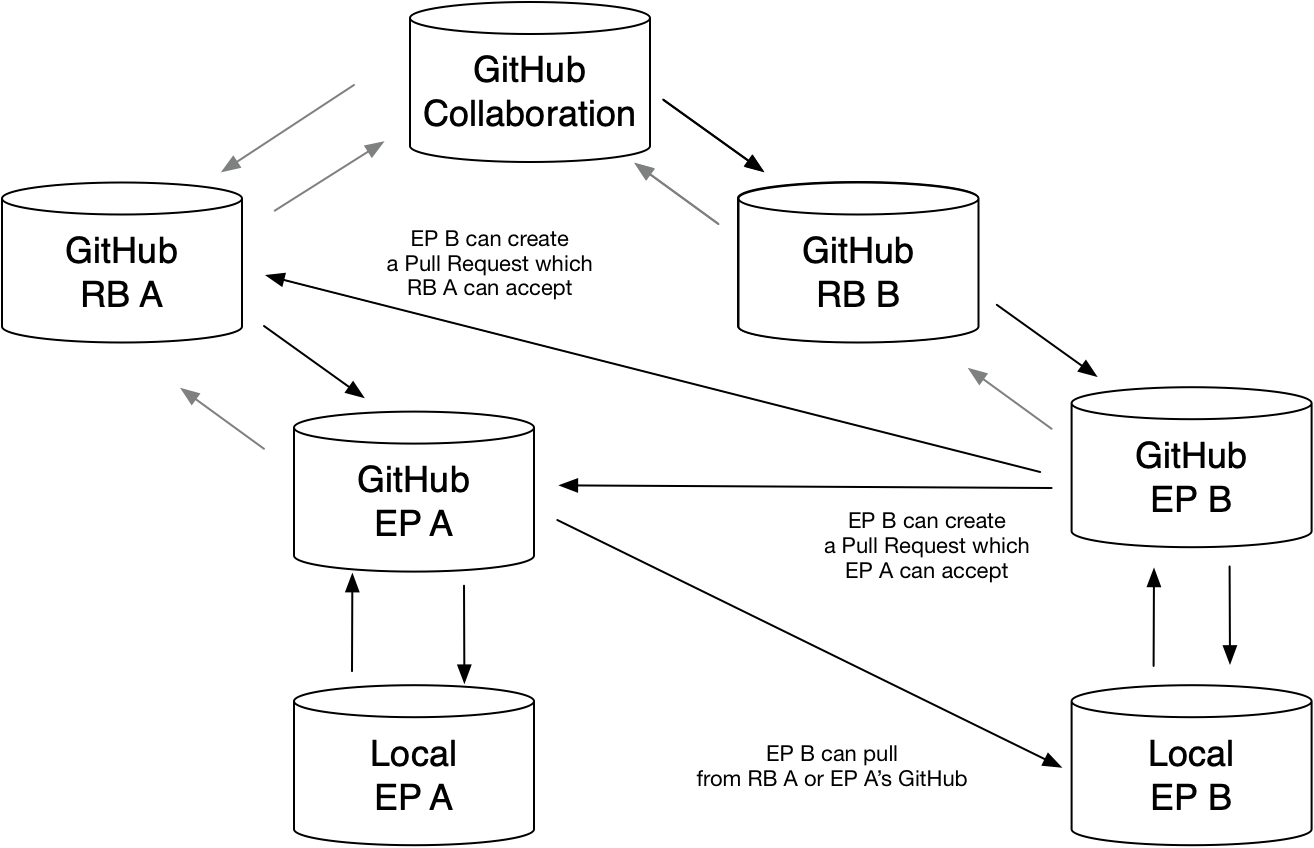 GitHub
Collaboration
GitHub
RB A
EP B can create
a Pull Request which
RB A can accept
GitHub
RB B
GitHub
EP A
GitHub
EP B
EP B can create
a Pull Request which
EP A can accept
Local
EP A
EP B can pull
from RB A or EP A's GitHub
Local
EP B